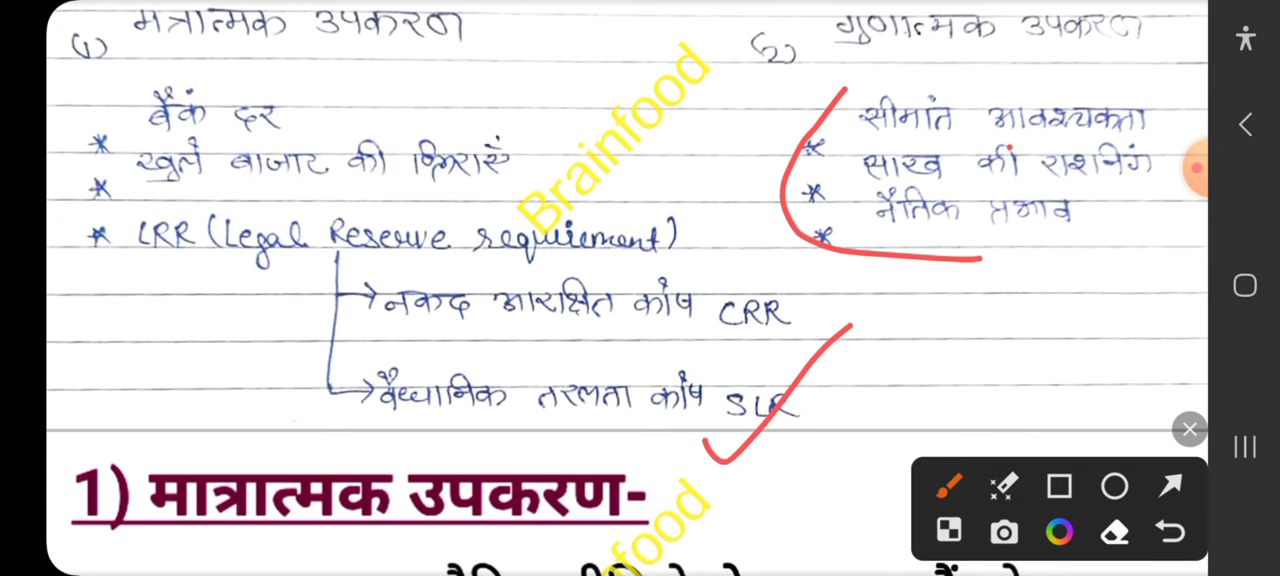 (1) मत्रात्मक उपकरण
(2) गुणात्मक उपकरण
बैंक दर
* खुले बाजार की क्रिराएँ
*
* LRR (Legal Reserve requirement)
→ नकद आरक्षित कोष CRR
→ वैध्यानिक तरलता कोष SLR
सीमांत आवश्यकता
* साख की राशनिंग
* नैतिक प्रभाव
*
Brainfood
1) मात्रात्मक उपकरण-
food